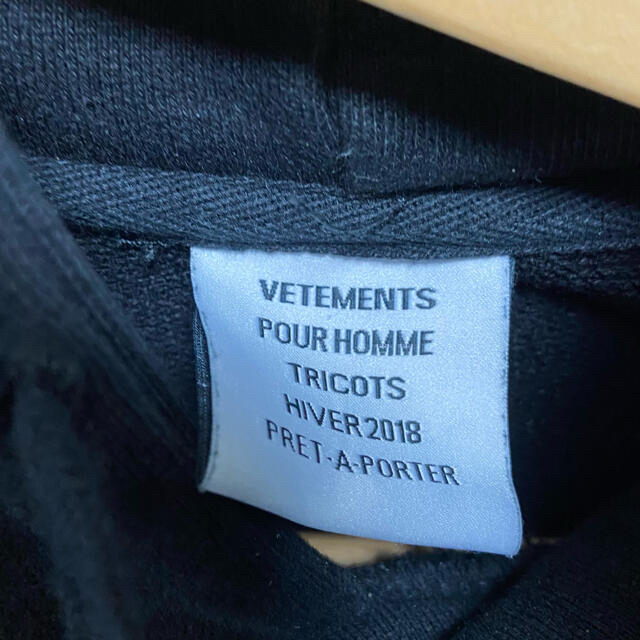 VETEMENTS
POUR HOMME
TRICOTS
HIVER 2018
PRET-A-PORTER